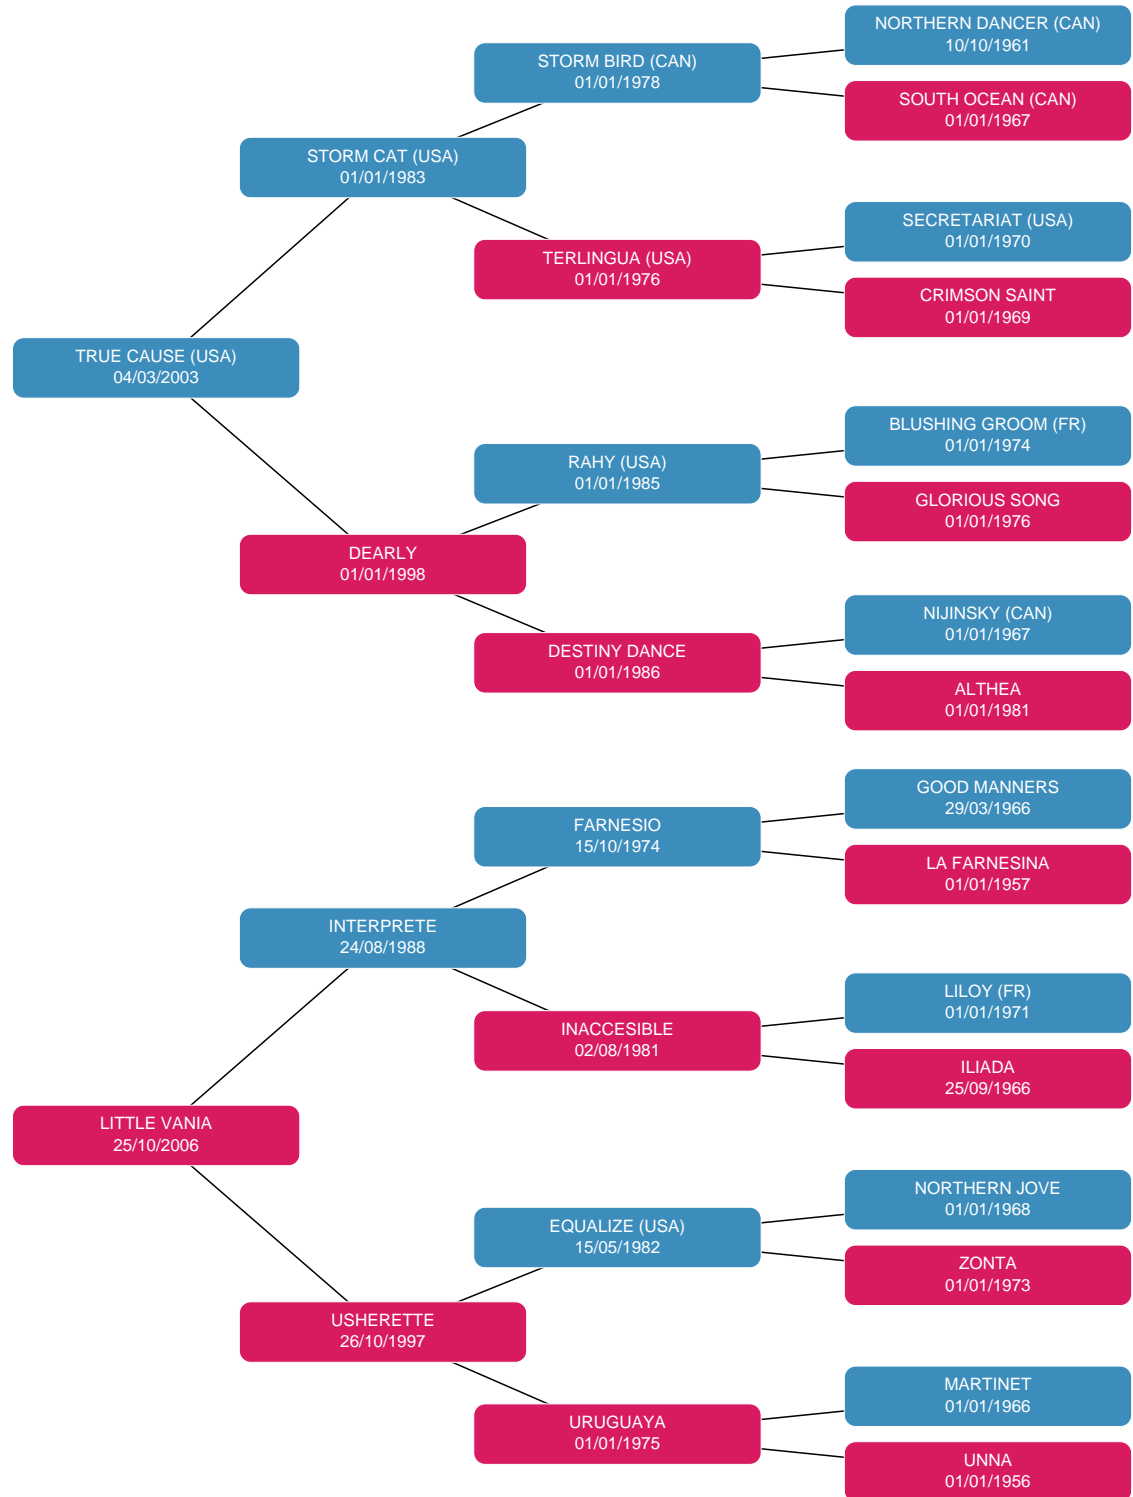 NORTHERN DANCER (CAN)
10/10/1961
STORM BIRD (CAN)
01/01/1978
SOUTH OCEAN (CAN)
01/01/1967
STORM CAT (USA)
01/01/1983
SECRETARIAT (USA)
01/01/1970
TERLINGUA (USA)
01/01/1976
CRIMSON SAINT
01/01/1969
TRUE CAUSE (USA)
04/03/2003
BLUSHING GROOM (FR)
01/01/1974
RAHY (USA)
01/01/1985
GLORIOUS SONG
01/01/1976
DEARLY
01/01/1998
NIJINSKY (CAN)
01/01/1967
DESTINY DANCE
01/01/1986
ALTHEA
01/01/1981
GOOD MANNERS
29/03/1966
FARNESIO
15/10/1974
LA FARNESINA
01/01/1957
INTERPRETE
24/08/1988
LILOY (FR)
01/01/1971
INACCESIBLE
02/08/1981
ILIADA
25/09/1966
LITTLE VANIA
25/10/2006
NORTHERN JOVE
01/01/1968
EQUALIZE (USA)
15/05/1982
ZONTA
01/01/1973
USHERETTE
26/10/1997
MARTINET
01/01/1966
URUGUAYA
01/01/1975
UNNA
01/01/1956